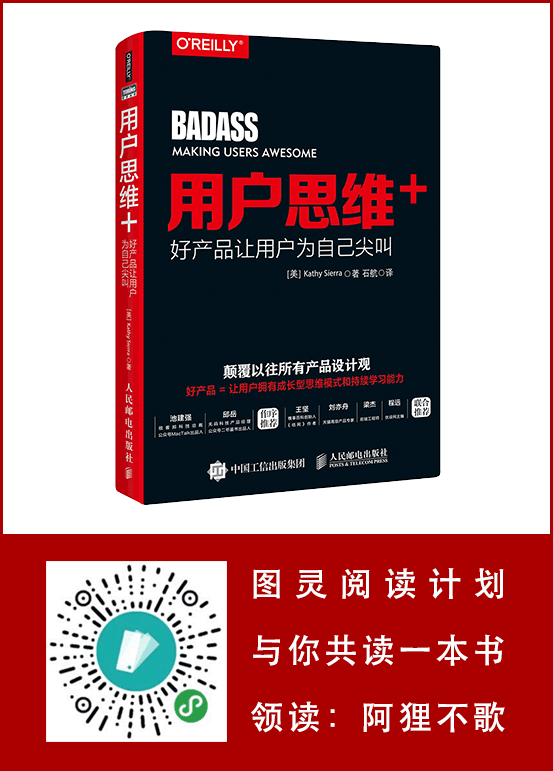 O'REILLY
BADASS
MAKING USERS AWESOME
用户思维+
好产品让用户为自己尖叫
[美] Kathy Sierra ◎ 著 石航 ◎ 译
颠覆以往所有产品设计观
好产品 = 让用户拥有成长型思维模式和持续学习能力
池建强
邱岳
作序推荐
王坚
刘亦舟
梁杰
程远
联合推荐
中国工信出版集团
人民邮电出版社
POSTS & TELECOM PRESS
O'REILLY
用户思维+
好产品让用户
为自己尖叫
[美] Kathy Sierra ◎ 著
人民邮电出版社
图灵阅读计划
与你共读一本书
领读：阿狸不歌